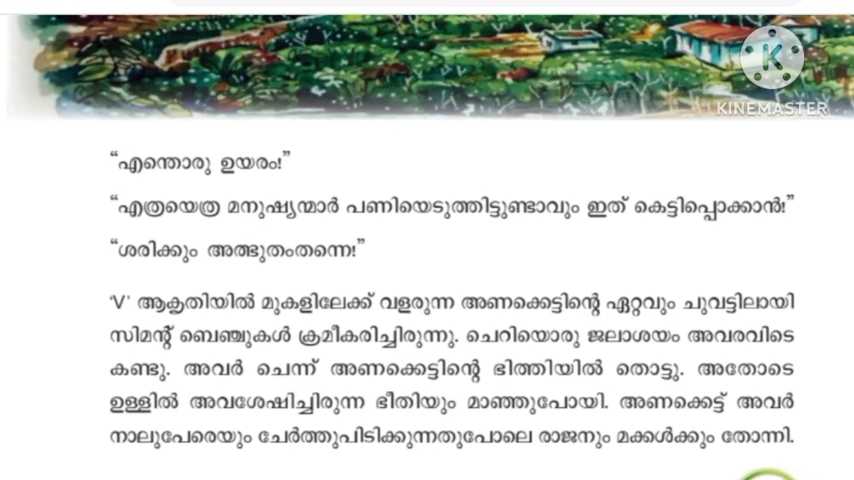 KINEMASTER
“എന്തൊരു ഉയരം!”
“എത്രയെത്ര മനുഷ്യന്മാർ പണിയെടുത്തിട്ടുണ്ടാവും ഇത് കെട്ടിപ്പൊക്കാൻ!”
“ശരിക്കും അത്ഭുതംതന്നെ!”
‘V’ ആകൃതിയിൽ മുകളിലേക്ക് വളരുന്ന അണക്കെട്ടിന്റെ ഏറ്റവും ചുവട്ടിലായി
സിമന്റ് ബെഞ്ചുകൾ ക്രമീകരിച്ചിരുന്നു. ചെറിയൊരു ജലാശയം അവരവിടെ
കണ്ടു. അവർ ചെന്ന് അണക്കെട്ടിന്റെ ഭിത്തിയിൽ തൊട്ടു. അതോടെ
ഉള്ളിൽ അവശേഷിച്ചിരുന്ന ഭീതിയും മാഞ്ഞുപോയി. അണക്കെട്ട് അവർ
നാലുപേരെയും ചേർത്തുപിടിക്കുന്നതുപോലെ രാജനും മക്കൾക്കും തോന്നി.